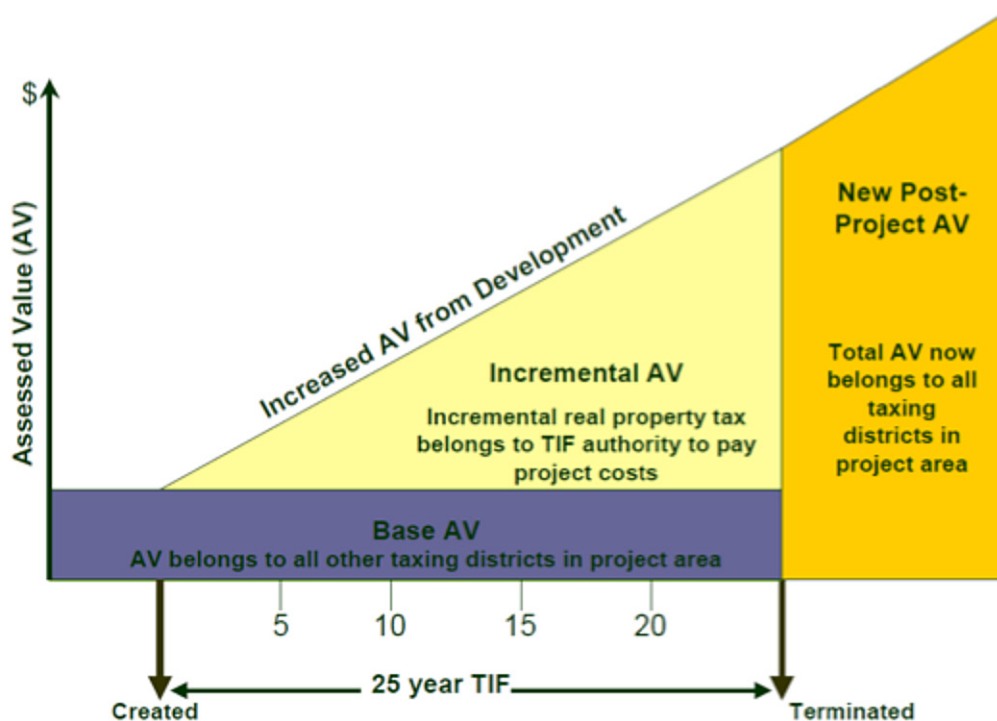 $
Assessed Value (AV)
Increased AV from Development
New Post-
Project AV
Incremental AV
Incremental real property tax
belongs to TIF authority to pay
project costs
Total AV now
belongs to all
taxing
districts in
project area
Base AV
AV belongs to all other taxing districts in project area
5 10 15 20
25 year TIF
Created
Terminated